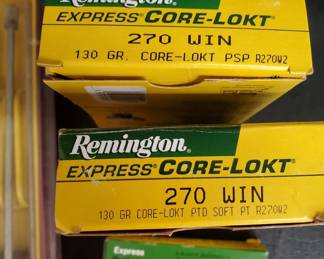 Remington
EXPRESS® CORE-LOKT®
270 WIN
130 GR. CORE-LOKT PSP R270W2
Remington
EXPRESS® CORE-LOKT®
270 WIN
130 GR CORE-LOKT PTD SOFT PT R270W2
Express